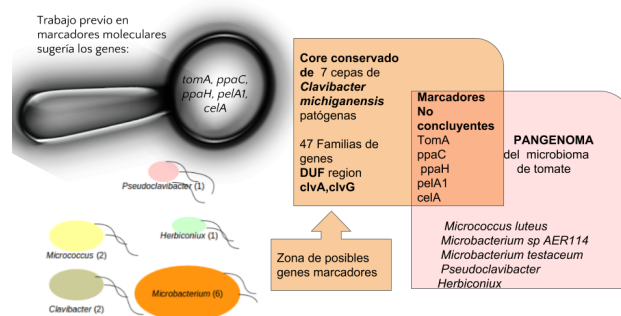 Trabajo previo en
marcadores moleculares
sugería los genes:
tomA, ppaC,
ppaH, pelA1,
celA
Pseudoclavibacter (1)
Herbiconiux (1)
Micrococcus (2)
Clavibacter (2)
Microbacterium (6)
Core conservado
de 7 cepas de
Clavibacter
michiganensis
patógenas
47 Familias de
genes
DUF region
clvA,clvG
Zona de posibles
genes marcadores
Marcadores
No
concluyentes
TomA
ppaC
ppaH
pelA1
celA
PANGENOMA
del microbioma
de tomate
Micrococcus luteus
Microbacterium sp AER114
Microbacterium testaceum
Pseudoclavibacter
Herbiconiux